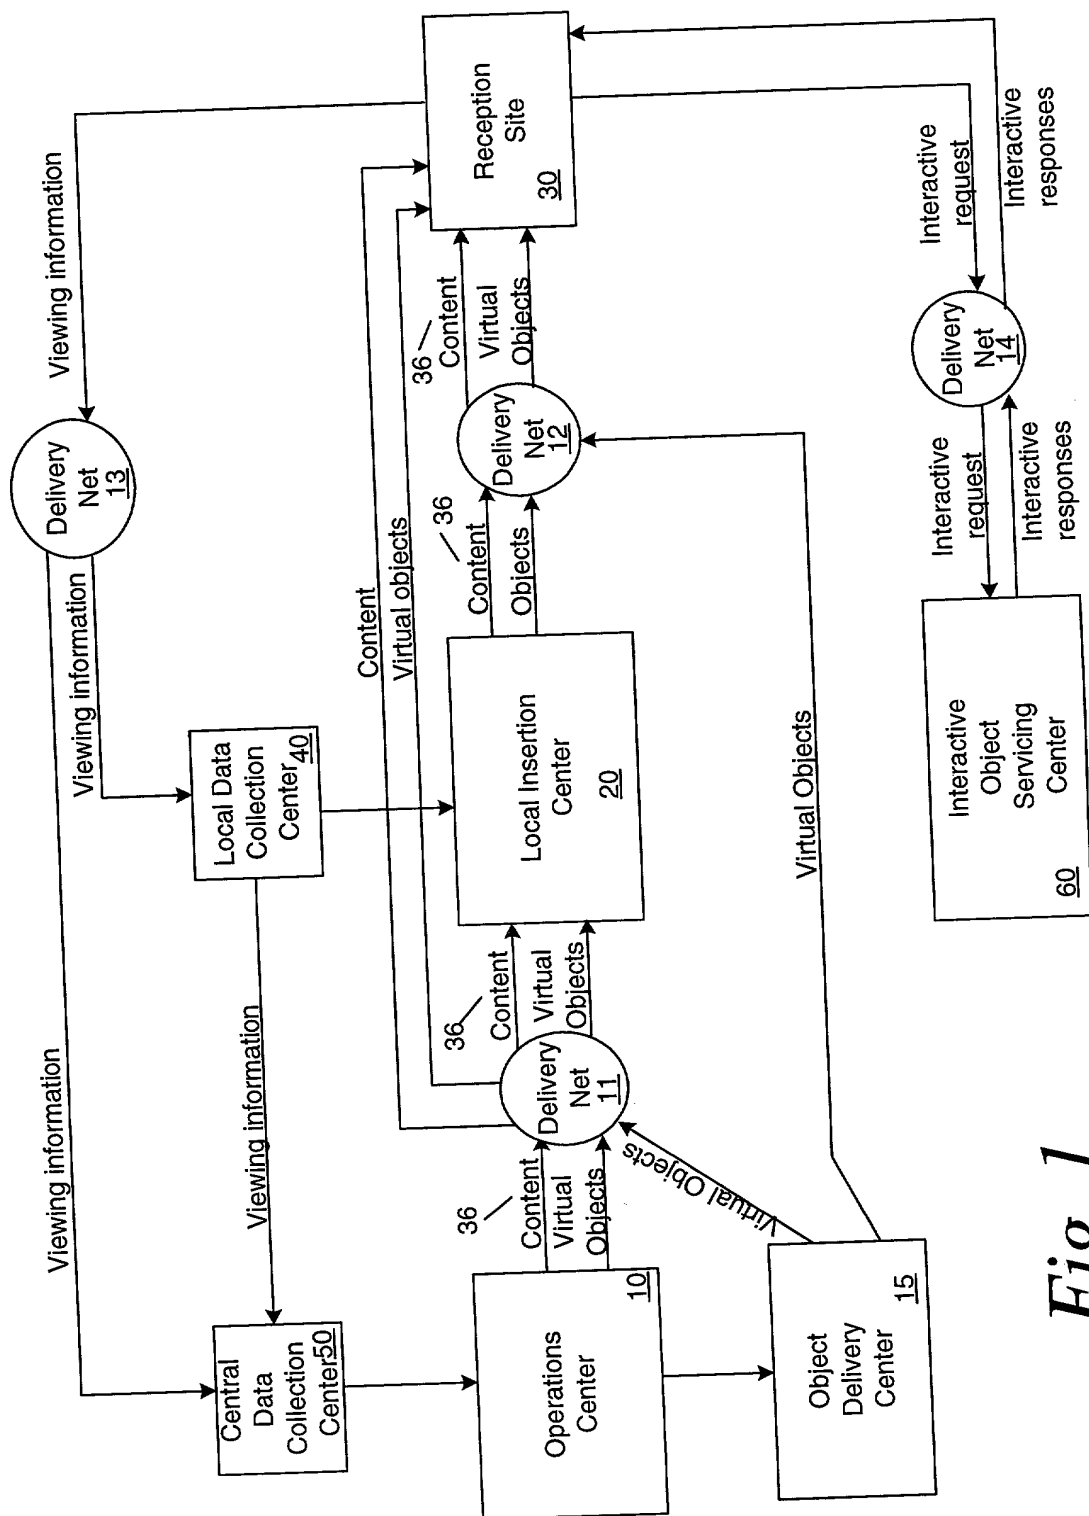 Viewing information
Delivery
Net
13
Viewing information
Viewing information
Local Data
Collection
Center 40
Viewing information
Central
Data
Collection
Center 50
Content
Virtual objects
Operations
Center
10
36
Content
Virtual
Objects
Delivery
Net
11
36
Content
Virtual
Objects
Local Insertion
Center
20
36
Content
Objects
Delivery
Net
12
36
Content
Virtual
Objects
Reception
Site
30
Object
Delivery
Center
15
Virtual Objects
Virtual Objects
Interactive
request
Interactive
responses
Delivery
Net
14
Interactive
request
Interactive
responses
Interactive
Object
Servicing
Center
60
Fig. 1